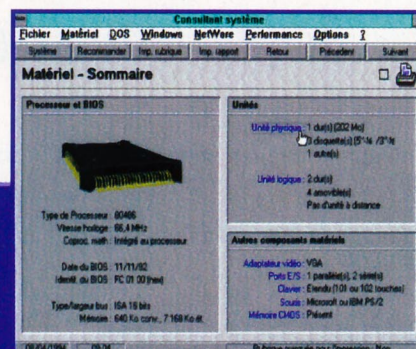 Consultant système
Fichier Matériel DOS Windows NetWare Performance Options ?
Système Recommander Imp. rubrique Imp. rapport Retour Précédent Suivant
Matériel - Sommaire
Processeur et BIOS
Type de Processeur : 80486
Vitesse horloge : 66,4 MHz
Coproc. math. : Intégré au processeur
Date du BIOS : 11/11/92
Identif. du BIOS : FC 01 00 (hex)
Type/largeur bus : ISA 16 bits
Mémoire : 640 Ko conv., 7 168 Ko ét.
Unités
Unité physique : 1 dur(s) (202 Mo)
3 disquette(s) (5"¼ /3"½
1 autre(s)
Unité logique : 2 dur(s)
4 amovible(s)
Pas d'unité à distance
Autres composants matériels
Adaptateur vidéo : VGA
Ports E/S : 1 parallèle(s), 2 série(s)
Clavier : Etendu (101 ou 102 touches)
Souris : Microsoft ou IBM PS/2
Mémoire CMOS : Présent